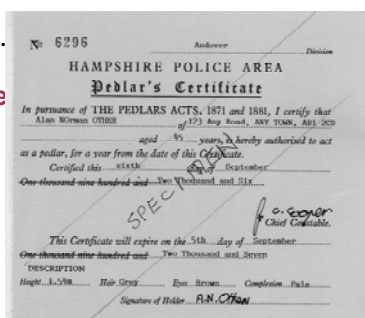 № 6296 Andover Division
HAMPSHIRE POLICE AREA
Pedlar's Certificate
In pursuance of THE PEDLARS ACTS, 1871 and 1881, I certify that
Alan NOrman OTHER of 123 Any Road, ANY TOWN, AB1 2CD
aged 45 years, is hereby authorised to act
as a pedlar, for a year from the date of this Certificate.
Certified this sixth day September
One thousand nine hundred and Two Thousand and Six
SPECIMEN
C. Cooper
Chief Constable.
This Certificate will expire on the 5th day of September
One thousand nine hundred and Two Thousand and Seven
DESCRIPTION
Height 1.59m Hair Grey Eyes Brown Complexion Pale
Signature of Holder A.N. Other